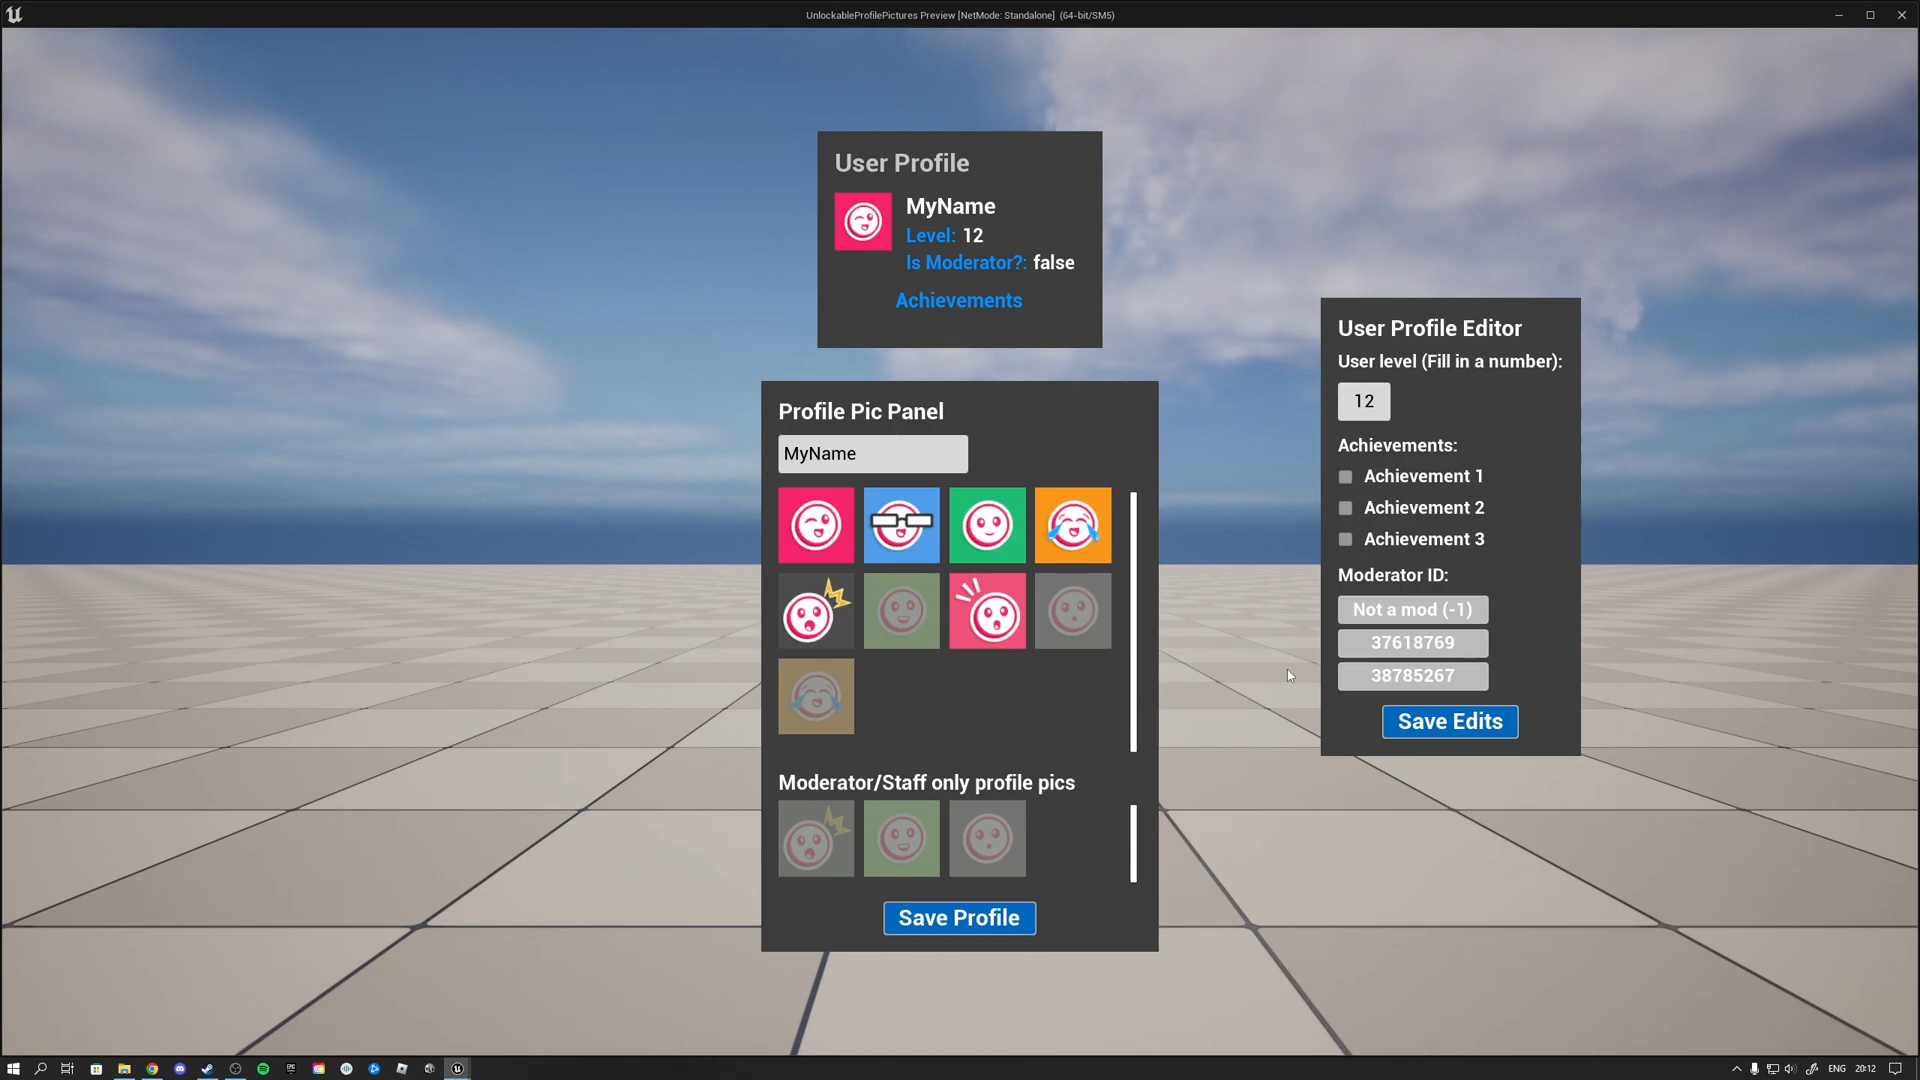 UnlockableProfilePictures Preview [NetMode: Standalone] (64-bit/SM5)
User Profile
MyName
Level: 12
Is Moderator?: false
Achievements
Profile Pic Panel
MyName
Moderator/Staff only profile pics
Save Profile
User Profile Editor
User level (Fill in a number):
12
Achievements:
Achievement 1
Achievement 2
Achievement 3
Moderator ID:
Not a mod (-1)
37618769
38785267
Save Edits
ENG
20:12